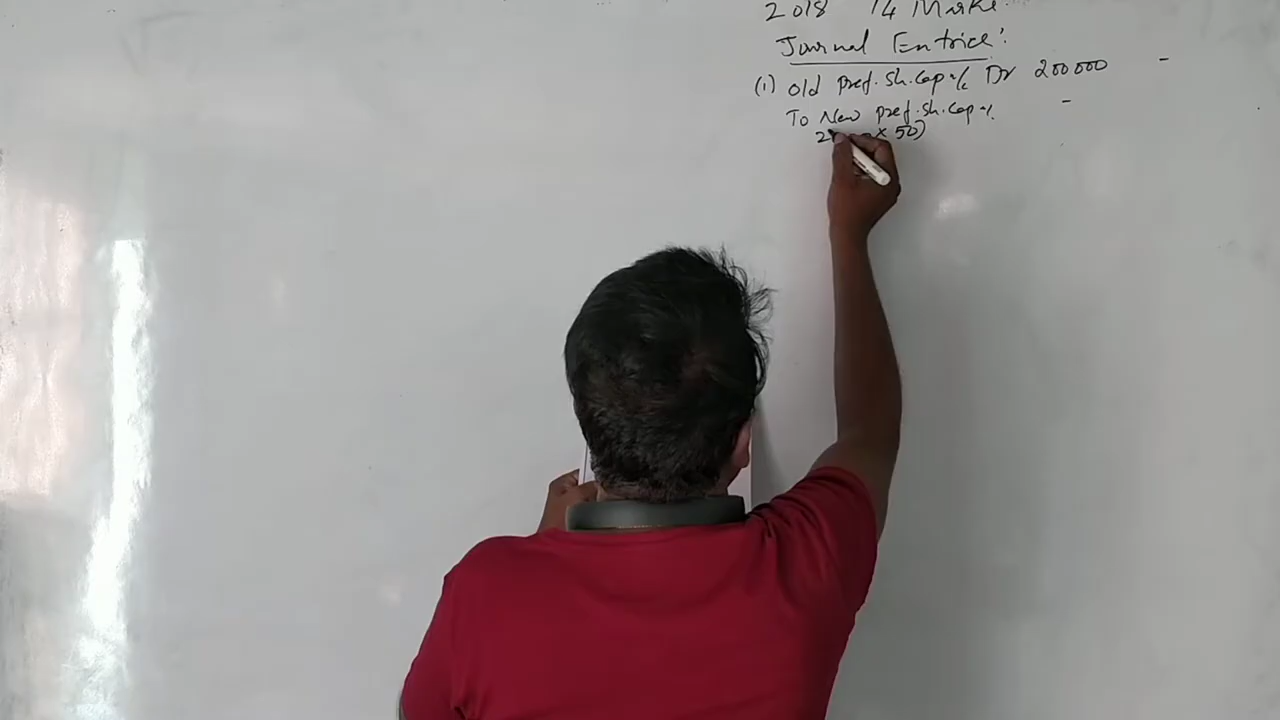 2018 14 Marks.
Journal Entries:
(1) Old pref.sh.Cap a/c Dr 200000 -
To New pref.sh.Cap a/c -
× 50)